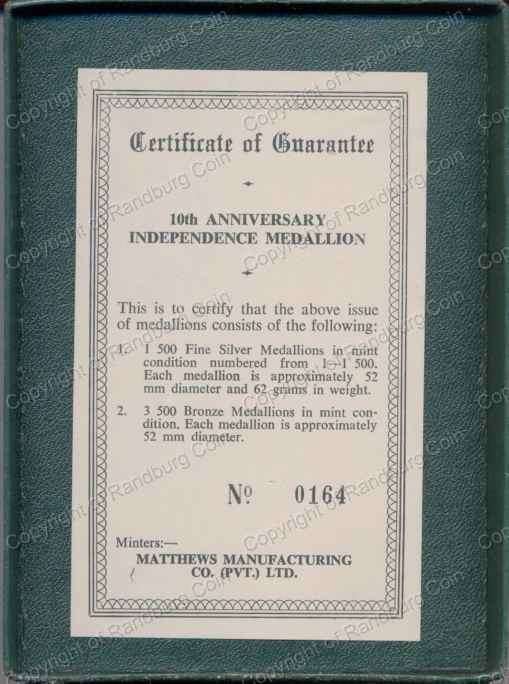 Certificate of Guarantee
10th ANNIVERSARY
INDEPENDENCE MEDALLION
This is to certify that the above issue
of medallions consists of the following:
1. 1 500 Fine Silver Medallions in mint
condition numbered from 1—1 500.
Each medallion is approximately 52
mm diameter and 62 grams in weight.
2. 3 500 Bronze Medallions in mint con-
dition. Each medallion is approximately
52 mm diameter.
No. 0164
Minters:—
MATTHEWS MANUFACTURING
CO. (PVT.) LTD.
Copyright of Randburg Coin